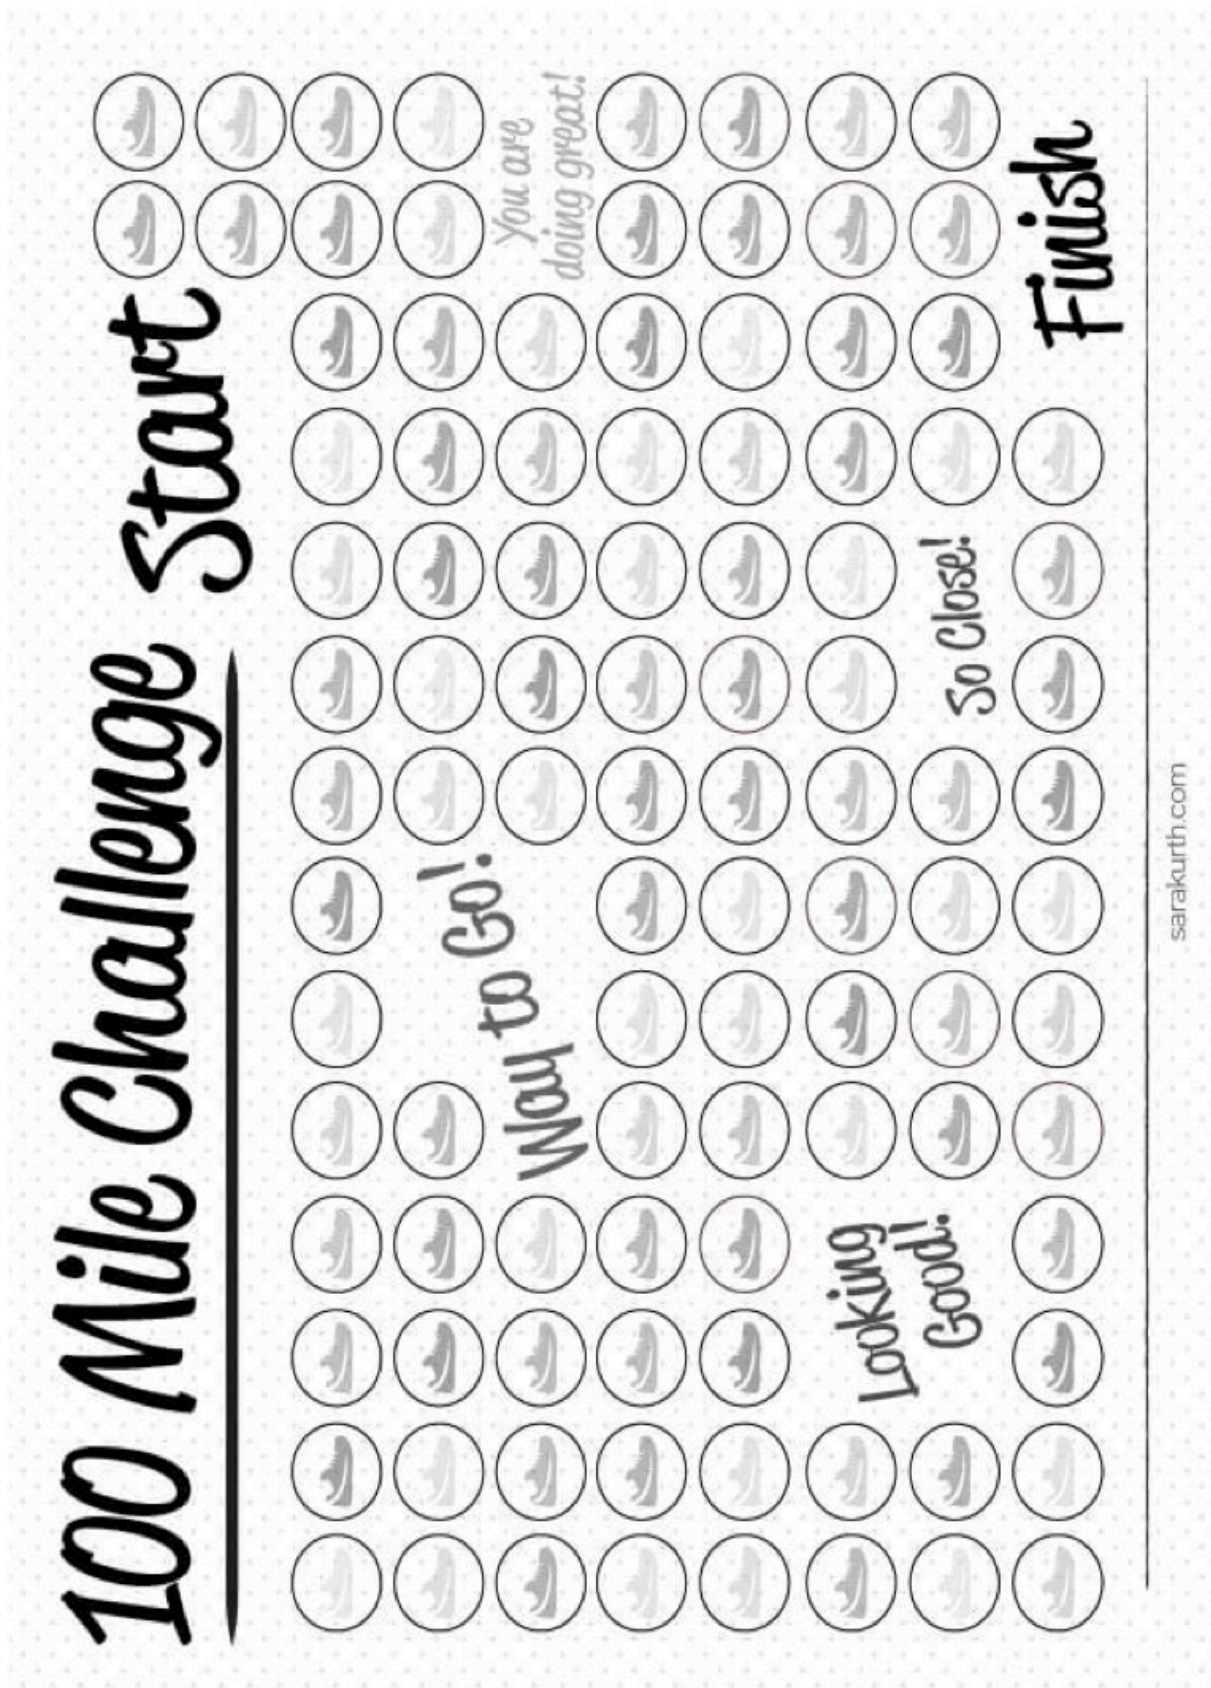 100 Mile Challenge
Start
You are
doing great!
Way to Go!
Looking
Good!
So Close!
Finish
sarakurth.com